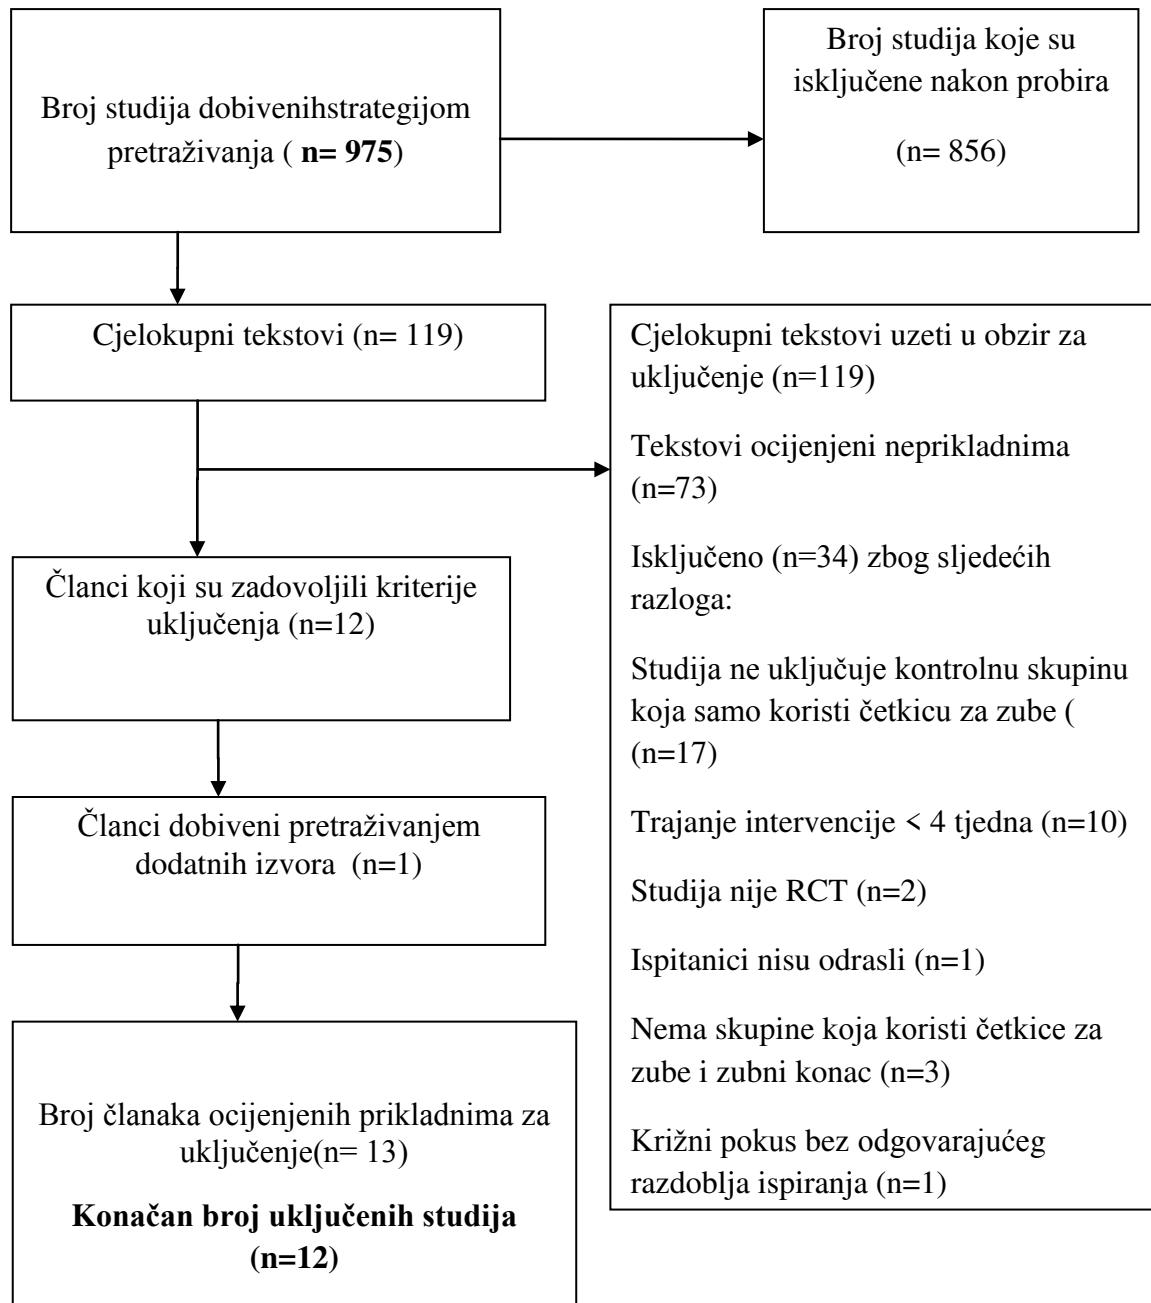 Broj studija dobivenihstrategijom
pretraživanja ( n= 975)
Broj studija koje su
isključene nakon probira
(n= 856)
Cjelokupni tekstovi (n= 119)
Cjelokupni tekstovi uzeti u obzir za
uključenje (n=119)
Tekstovi ocijenjeni neprikladnima
(n=73)
Isključeno (n=34) zbog sljedećih
razloga:
Studija ne uključuje kontrolnu skupinu
koja samo koristi četkicu za zube (
(n=17)
Trajanje intervencije < 4 tjedna (n=10)
Studija nije RCT (n=2)
Ispitanici nisu odrasli (n=1)
Nema skupine koja koristi četkice za
zube i zubni konac (n=3)
Križni pokus bez odgovarajućeg
razdoblja ispiranja (n=1)
Članci koji su zadovoljili kriterije
uključenja (n=12)
Članci dobiveni pretraživanjem
dodatnih izvora  (n=1)
Broj članaka ocijenjenih prikladnima za
uključenje(n= 13)
Konačan broj uključenih studija
(n=12)